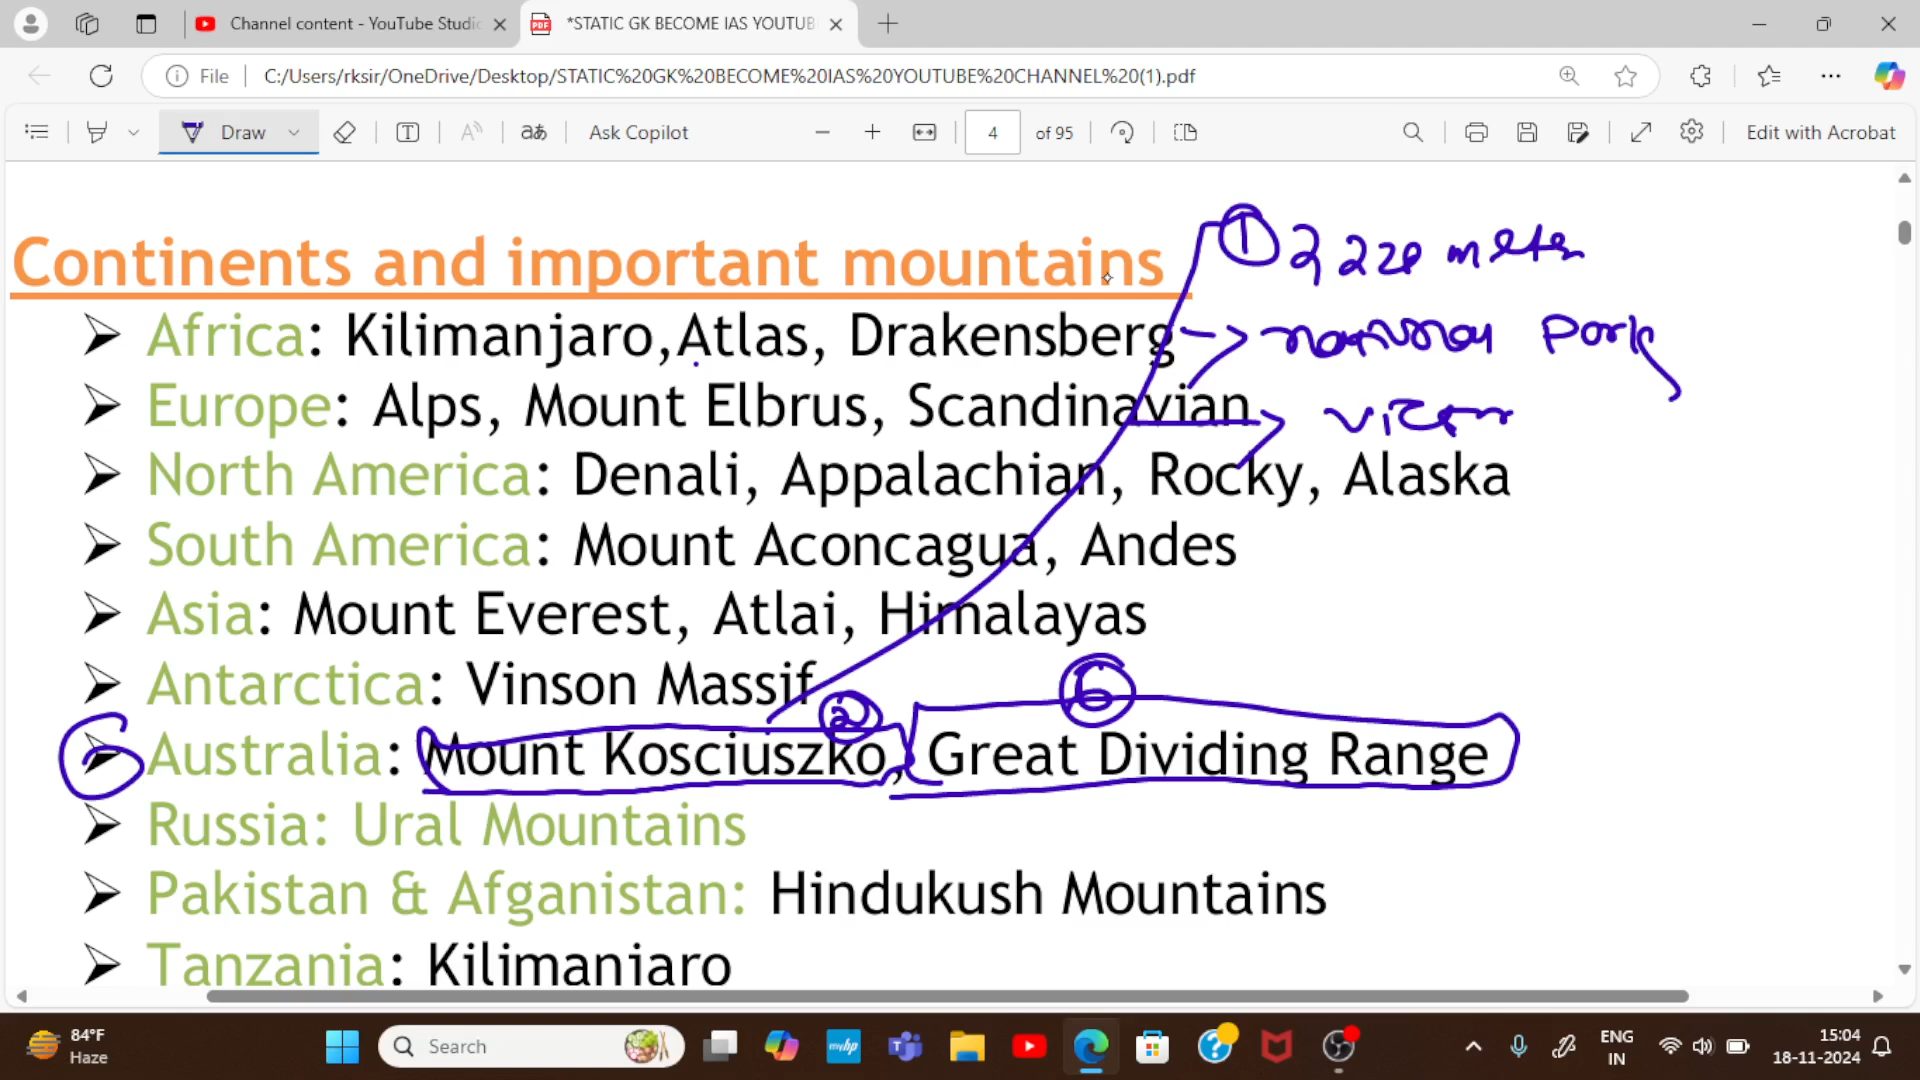 Channel content - YouTube Studio
*STATIC GK BECOME IAS YOUTUB
File
C:/Users/rksir/OneDrive/Desktop/STATIC%20GK%20BECOME%20IAS%20YOUTUBE%20CHANNEL%20(1).pdf
Draw
Ask Copilot
4 of 95
Edit with Acrobat
Continents and important mountains
① 2228 meter
➢ Africa: Kilimanjaro,Atlas, Drakensberg
national Park
➢ Europe: Alps, Mount Elbrus, Scandinavian
➢ North America: Denali, Appalachian, Rocky, Alaska
➢ South America: Mount Aconcagua, Andes
➢ Asia: Mount Everest, Atlai, Himalayas
➢ Antarctica: Vinson Massif
➢ Australia: Mount Kosciuszko, Great Dividing Range
➢ Russia: Ural Mountains
➢ Pakistan & Afganistan: Hindukush Mountains
➢ Tanzania: Kilimanjaro
84°F
Haze
Search
myhp
ENG
IN
15:04
18-11-2024